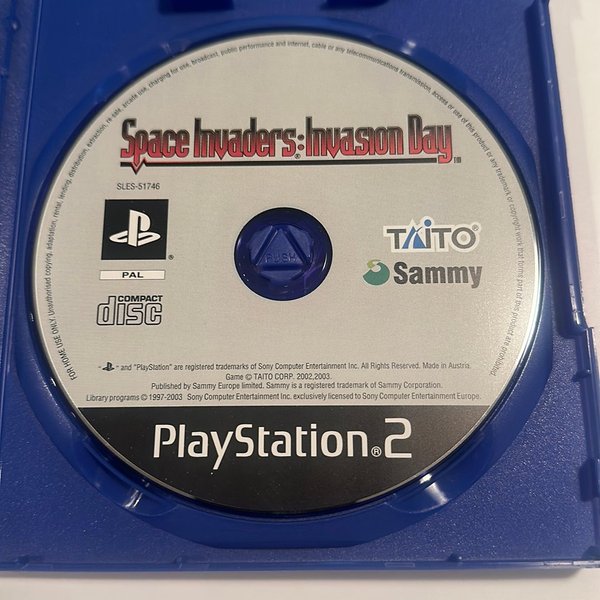 FOR HOME USE ONLY. Unauthorised copying, adaptation, rental, lending, distribution, extraction, re-sale, arcade use, charging for use, broadcast, public performance and internet, cable or any telecommunications transmission, access or use of this product or any trademark or copyright work that forms part of this product are prohibited.
Space Invaders®: Invasion Day™
SLES-51746
TAITO®
PUSH
PAL
Sammy
COMPACT
disc
and "PlayStation" are registered trademarks of Sony Computer Entertainment Inc. All Rights Reserved. Made in Austria.
Game © TAITO CORP. 2002,2003.
Published by Sammy Europe limited. Sammy is a registered trademark of Sammy Corporation.
Library programs © 1997-2003 Sony Computer Entertainment Inc. exclusively licensed to Sony Computer Entertainment Europe.
PlayStation®2